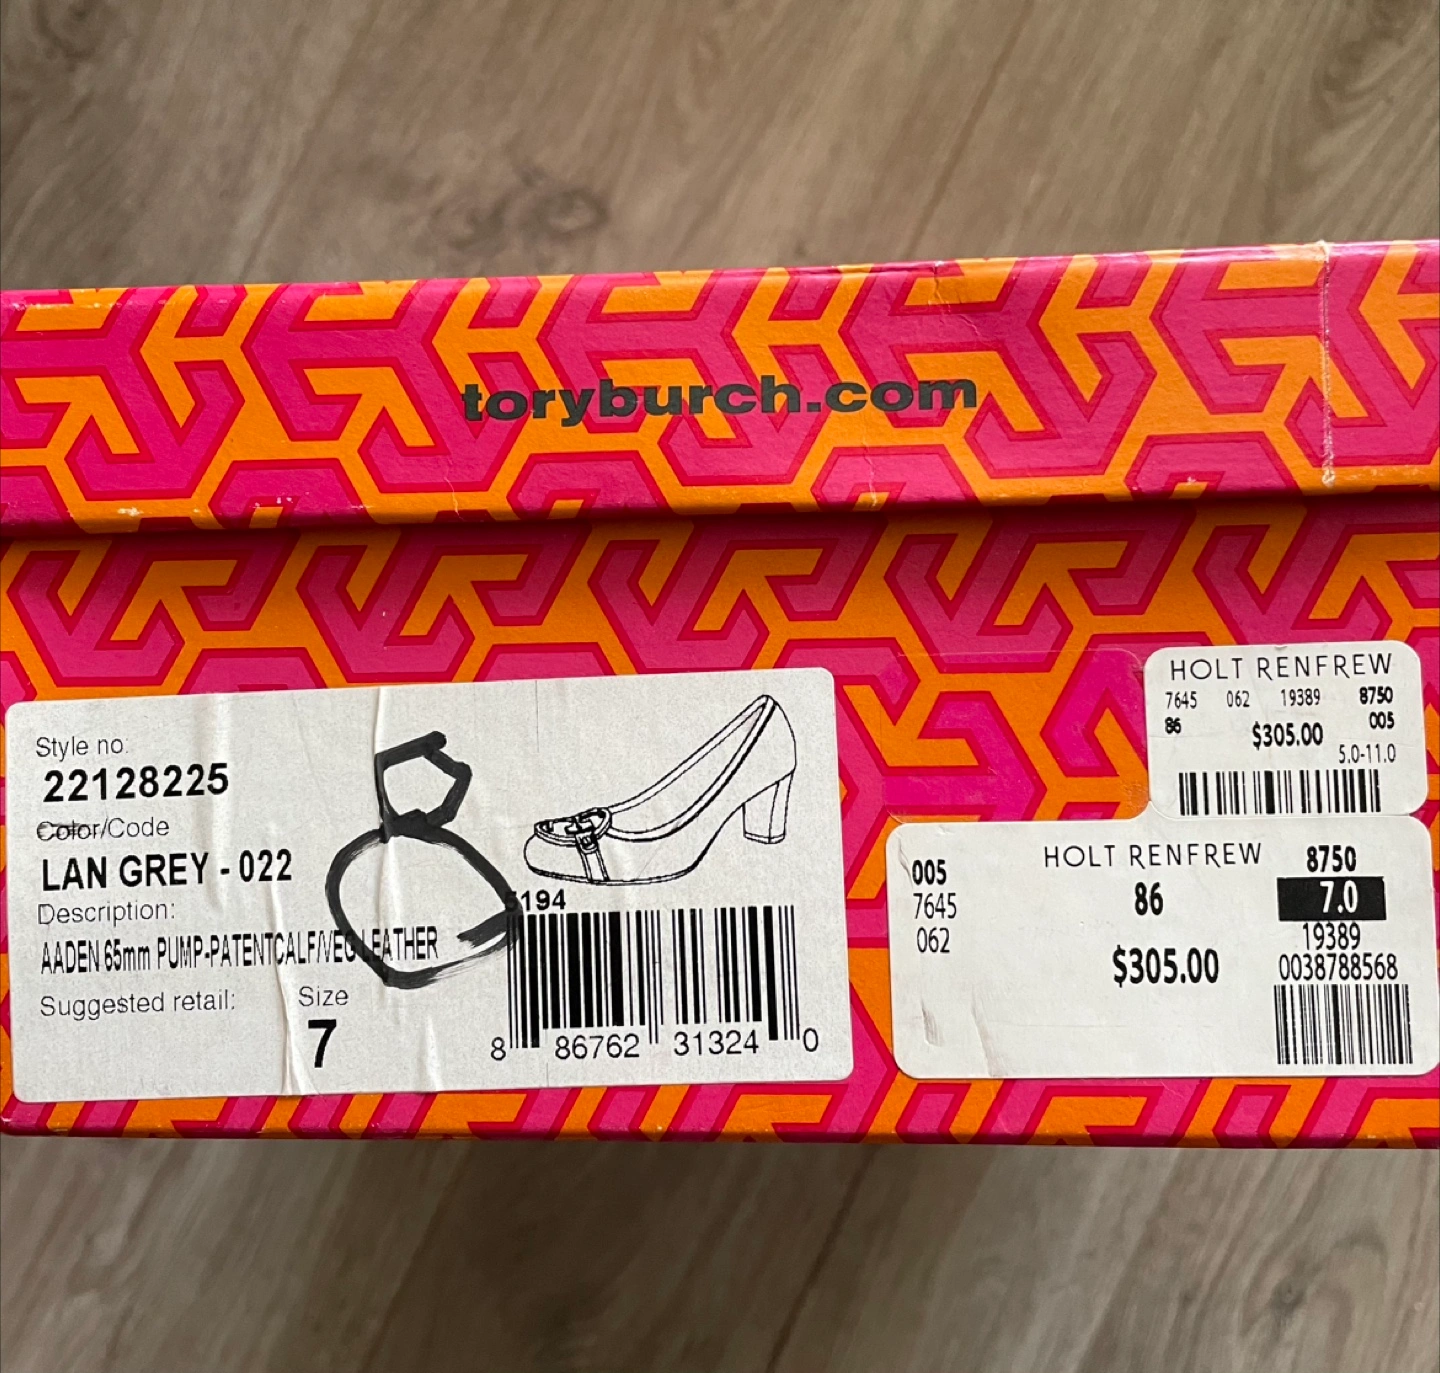 toryburch.com
Style no:
22128225
Color/Code
LAN GREY - 022
Description:
AADEN 65mm PUMP-PATENTCALF/VEG LEATHER
Suggested retail:
Size
7
5194
8 86762 31324 0
HOLT RENFREW
7645 062 19389 8750
86 $305.00 005
5.0-11.0
005 HOLT RENFREW 8750
7645 86 7.0
062 19389
$305.00 0038788568